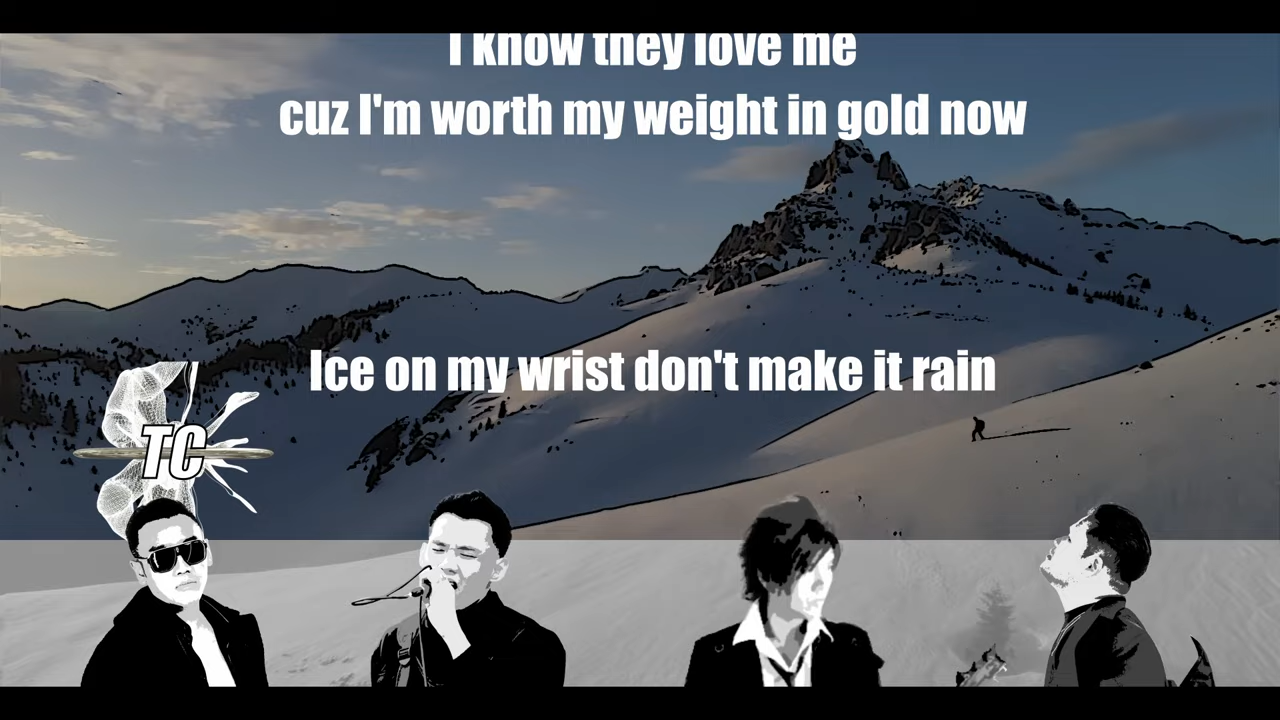 I know they love me
cuz I'm worth my weight in gold now
Ice on my wrist don't make it rain
TC